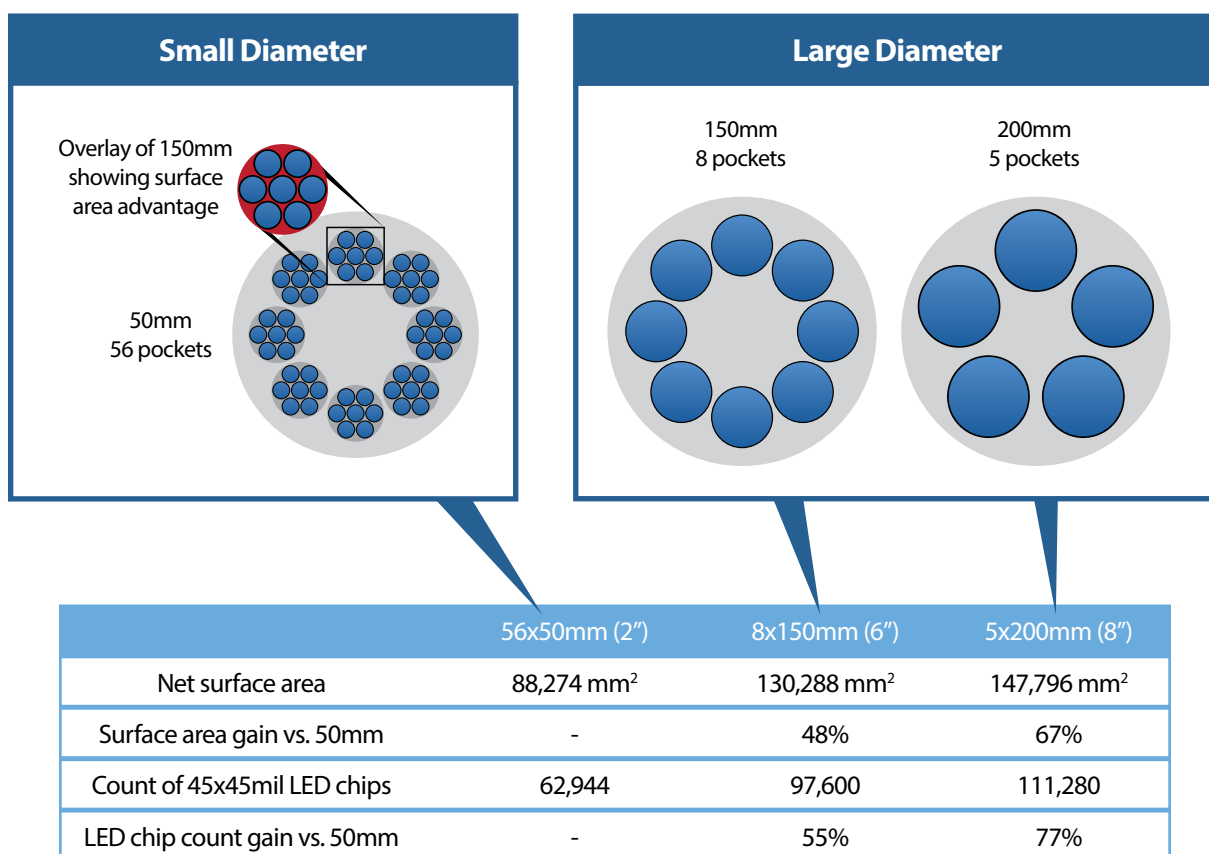 Small Diameter
Overlay of 150mm
showing surface
area advantage
50mm
56 pockets
Large Diameter
150mm
8 pockets
200mm
5 pockets
56x50mm (2”) 8x150mm (6”) 5x200mm (8”)
Net surface area 88,274 mm² 130,288 mm² 147,796 mm²
Surface area gain vs. 50mm - 48% 67%
Count of 45x45mil LED chips 62,944 97,600 111,280
LED chip count gain vs. 50mm - 55% 77%